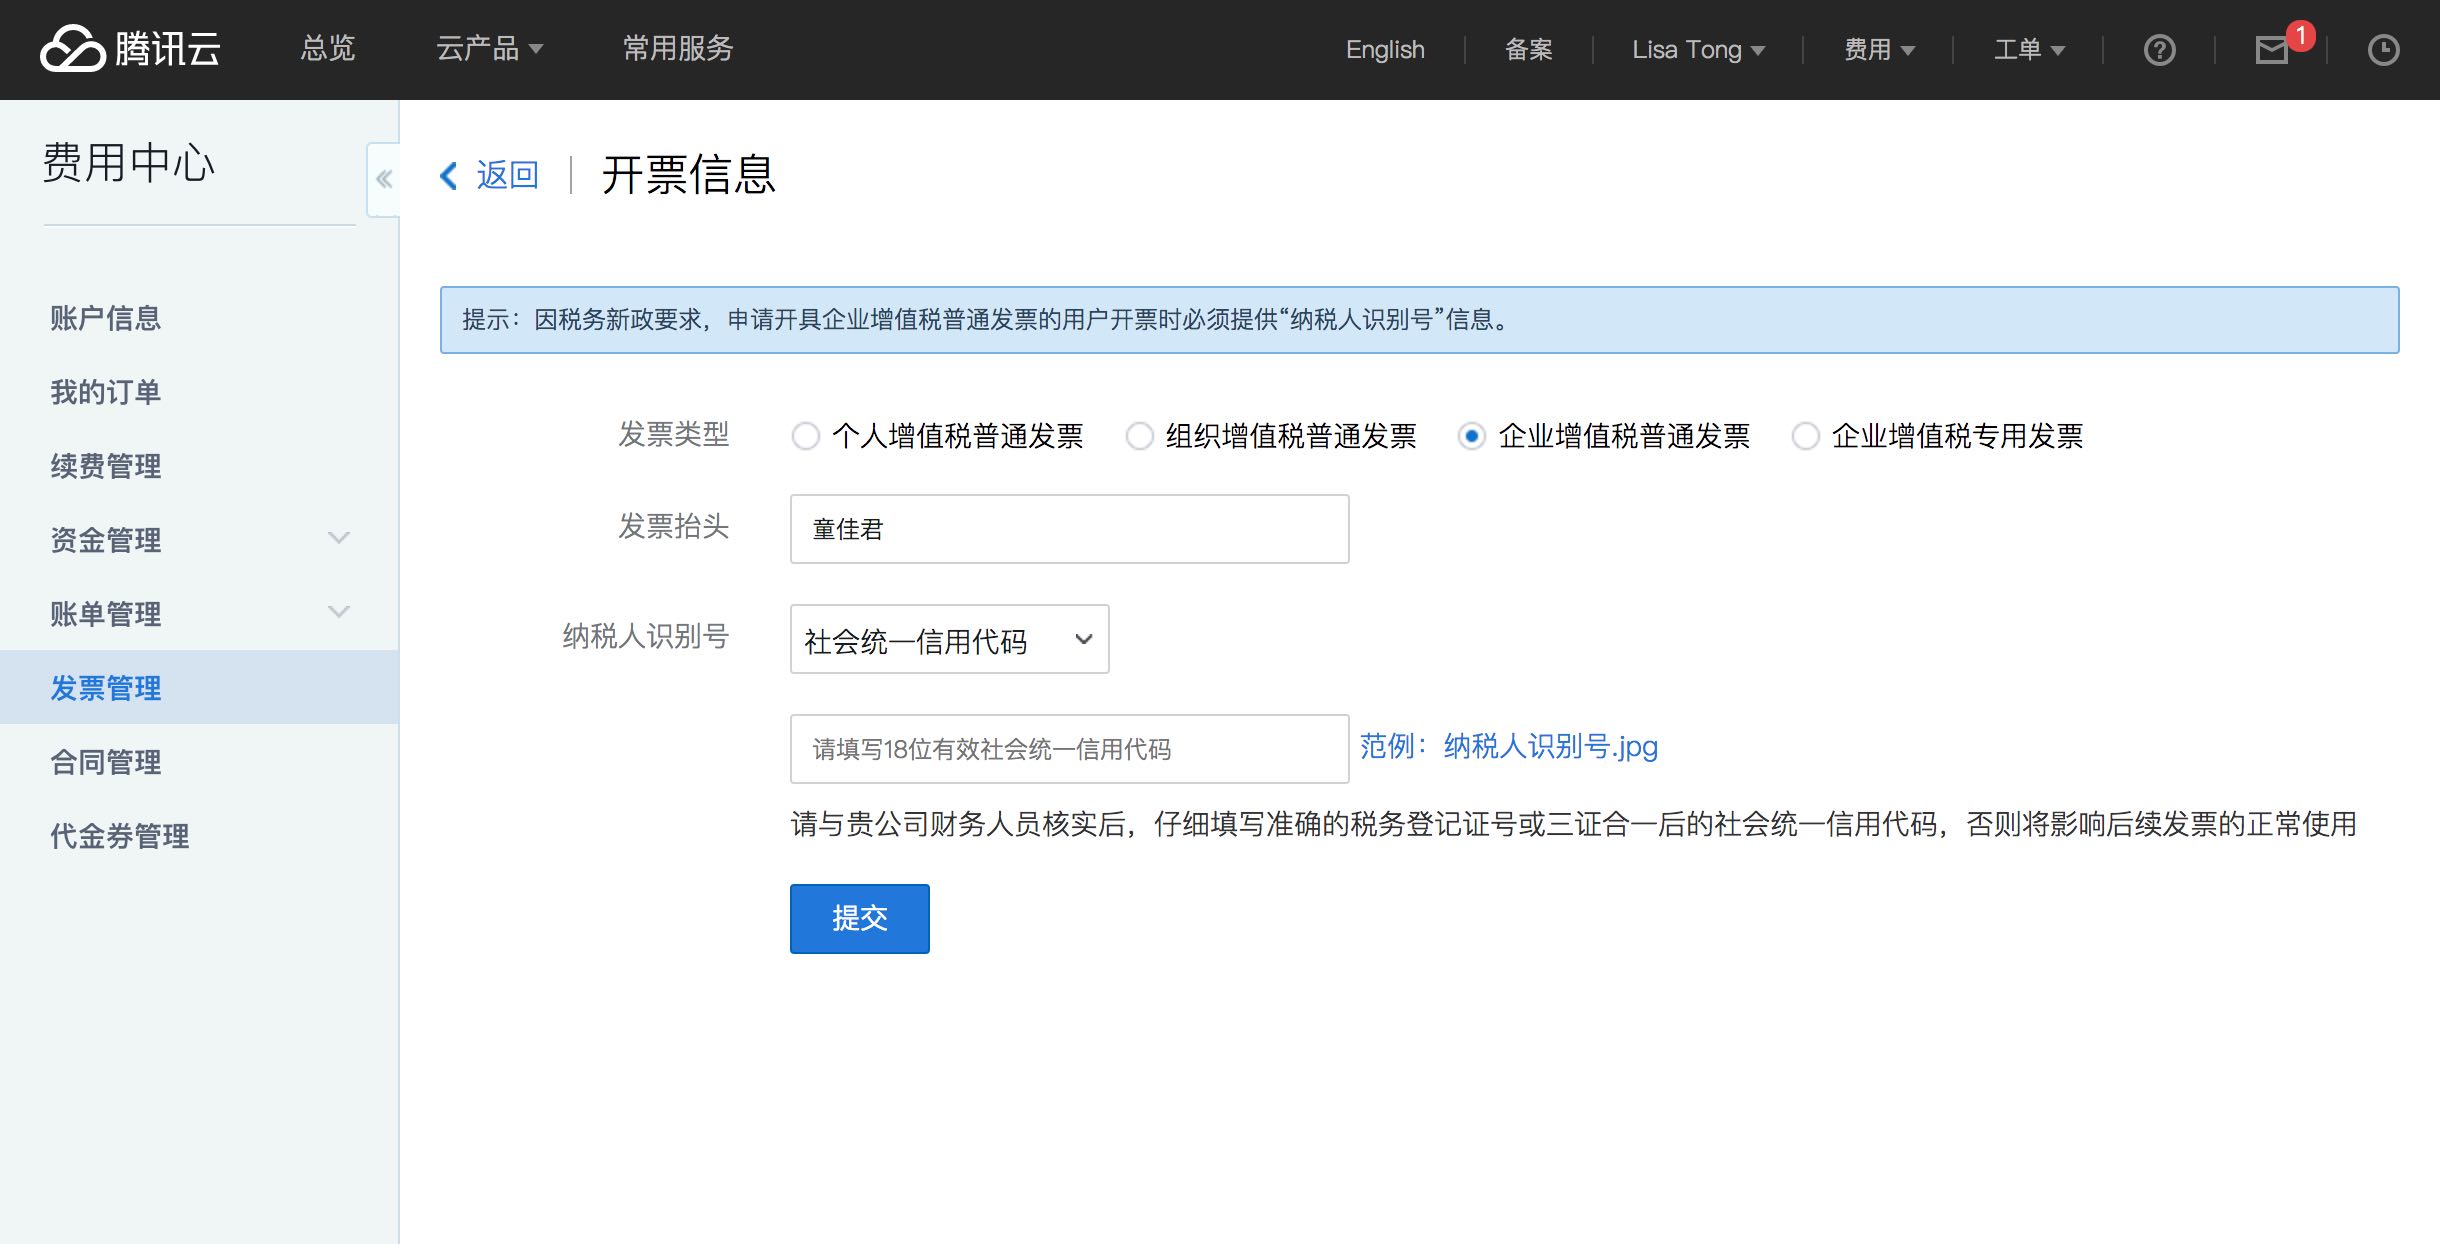 腾讯云 总览 云产品 常用服务 English 备案 Lisa Tong 费用 工单 1
费用中心
返回 开票信息
账户信息
我的订单
续费管理
资金管理
账单管理
发票管理
合同管理
代金券管理
提示：因税务新政要求，申请开具企业增值税普通发票的用户开票时必须提供“纳税人识别号”信息。
发票类型 个人增值税普通发票 组织增值税普通发票 企业增值税普通发票 企业增值税专用发票
发票抬头 童佳君
纳税人识别号 社会统一信用代码
请填写18位有效社会统一信用代码 范例：纳税人识别号.jpg
请与贵公司财务人员核实后，仔细填写准确的税务登记证号或三证合一后的社会统一信用代码，否则将影响后续发票的正常使用
提交